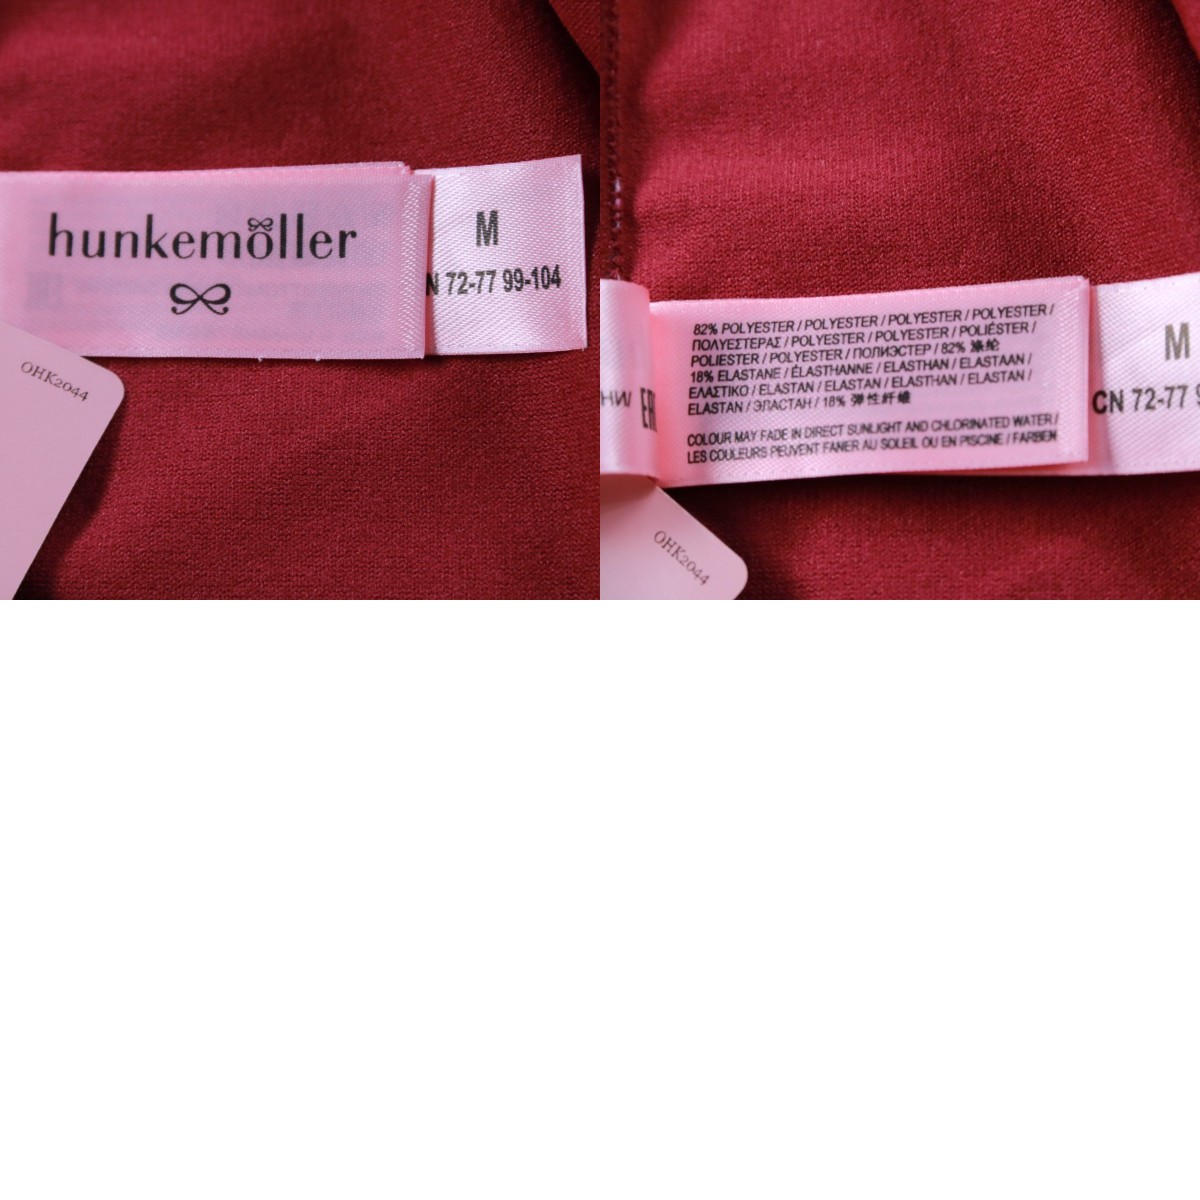 hunkemöller
M
N 72-77 99-104
OHK2044
82% POLYESTER / POLYESTER / POLYESTER / POLYESTER /
ΠΟΛΥΕΣΤΕΡΑΣ / POLYESTER / POLYESTER / POLIÉSTER /
POLIESTER / POLYESTER / ПОЛИЭСТЕР / 82% 涤纶
18% ELASTANE / ÉLASTHANNE / ELASTHAN / ELASTAAN /
ΕΛΑΣΤΙΚΟ / ELASTAN / ELASTAN / ELASTHAN / ELASTAN /
ELASTAN / ЭЛАСТАН / 18% 弹性纤维
COLOUR MAY FADE IN DIRECT SUNLIGHT AND CHLORINATED WATER /
LES COULEURS PEUVENT FANER AU SOLEIL OU EN PISCINE / FARBEN
M
CN 72-77 9
OHK2044